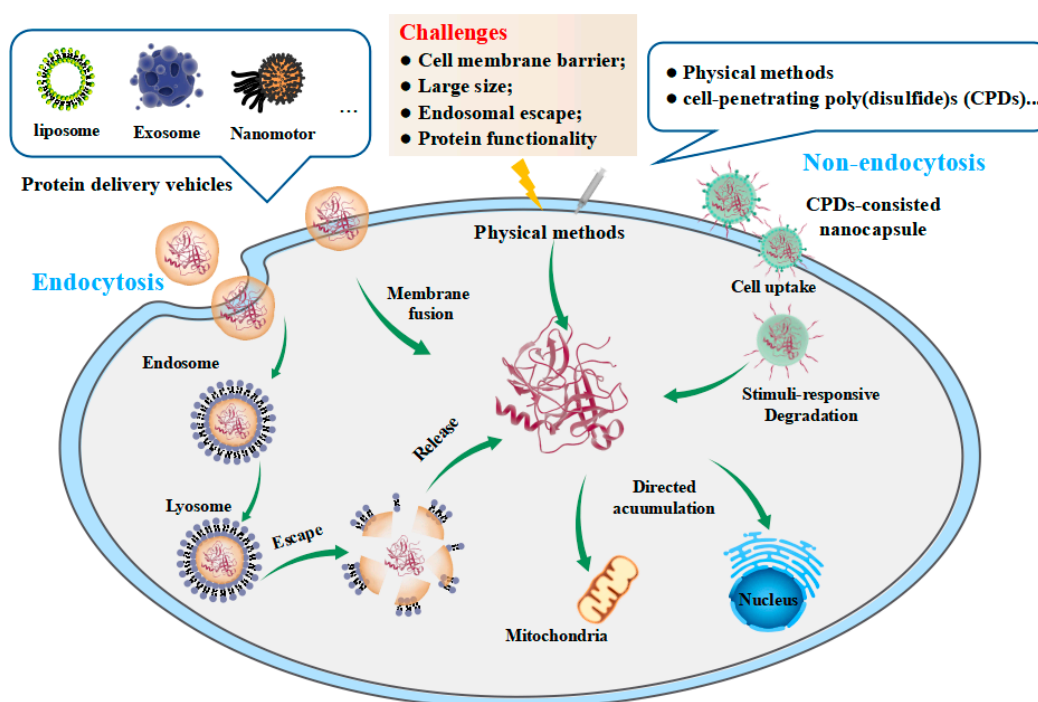 liposome
Exosome
Nanomotor
...
Protein delivery vehicles
Challenges
● Cell membrane barrier;
● Large size;
● Endosomal escape;
● Protein functionality
● Physical methods
● cell-penetrating poly(disulfide)s (CPDs)...
Non-endocytosis
CPDs-consisted
nanocapsule
Endocytosis
Physical methods
Cell uptake
Membrane
fusion
Endosome
Stimuli-responsive
Degradation
Release
Lyosome
Escape
Directed
acuumulation
Mitochondria
Nucleus